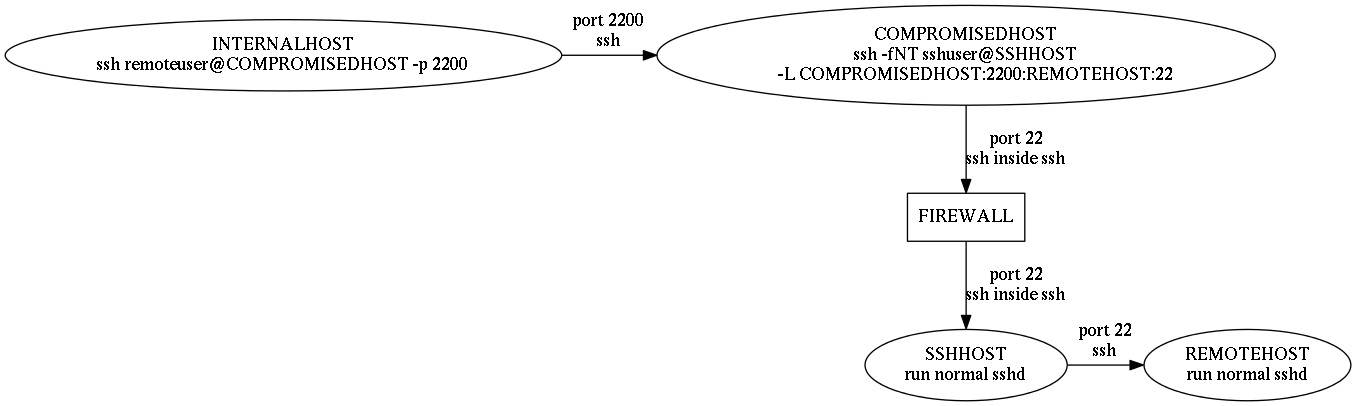 INTERNALHOST
ssh remoteuser@COMPROMISEDHOST -p 2200
port 2200
ssh
COMPROMISEDHOST
ssh -fNT sshuser@SSHHOST
-L COMPROMISEDHOST:2200:REMOTEHOST:22
port 22
ssh inside ssh
FIREWALL
port 22
ssh inside ssh
SSHHOST
run normal sshd
port 22
ssh
REMOTEHOST
run normal sshd